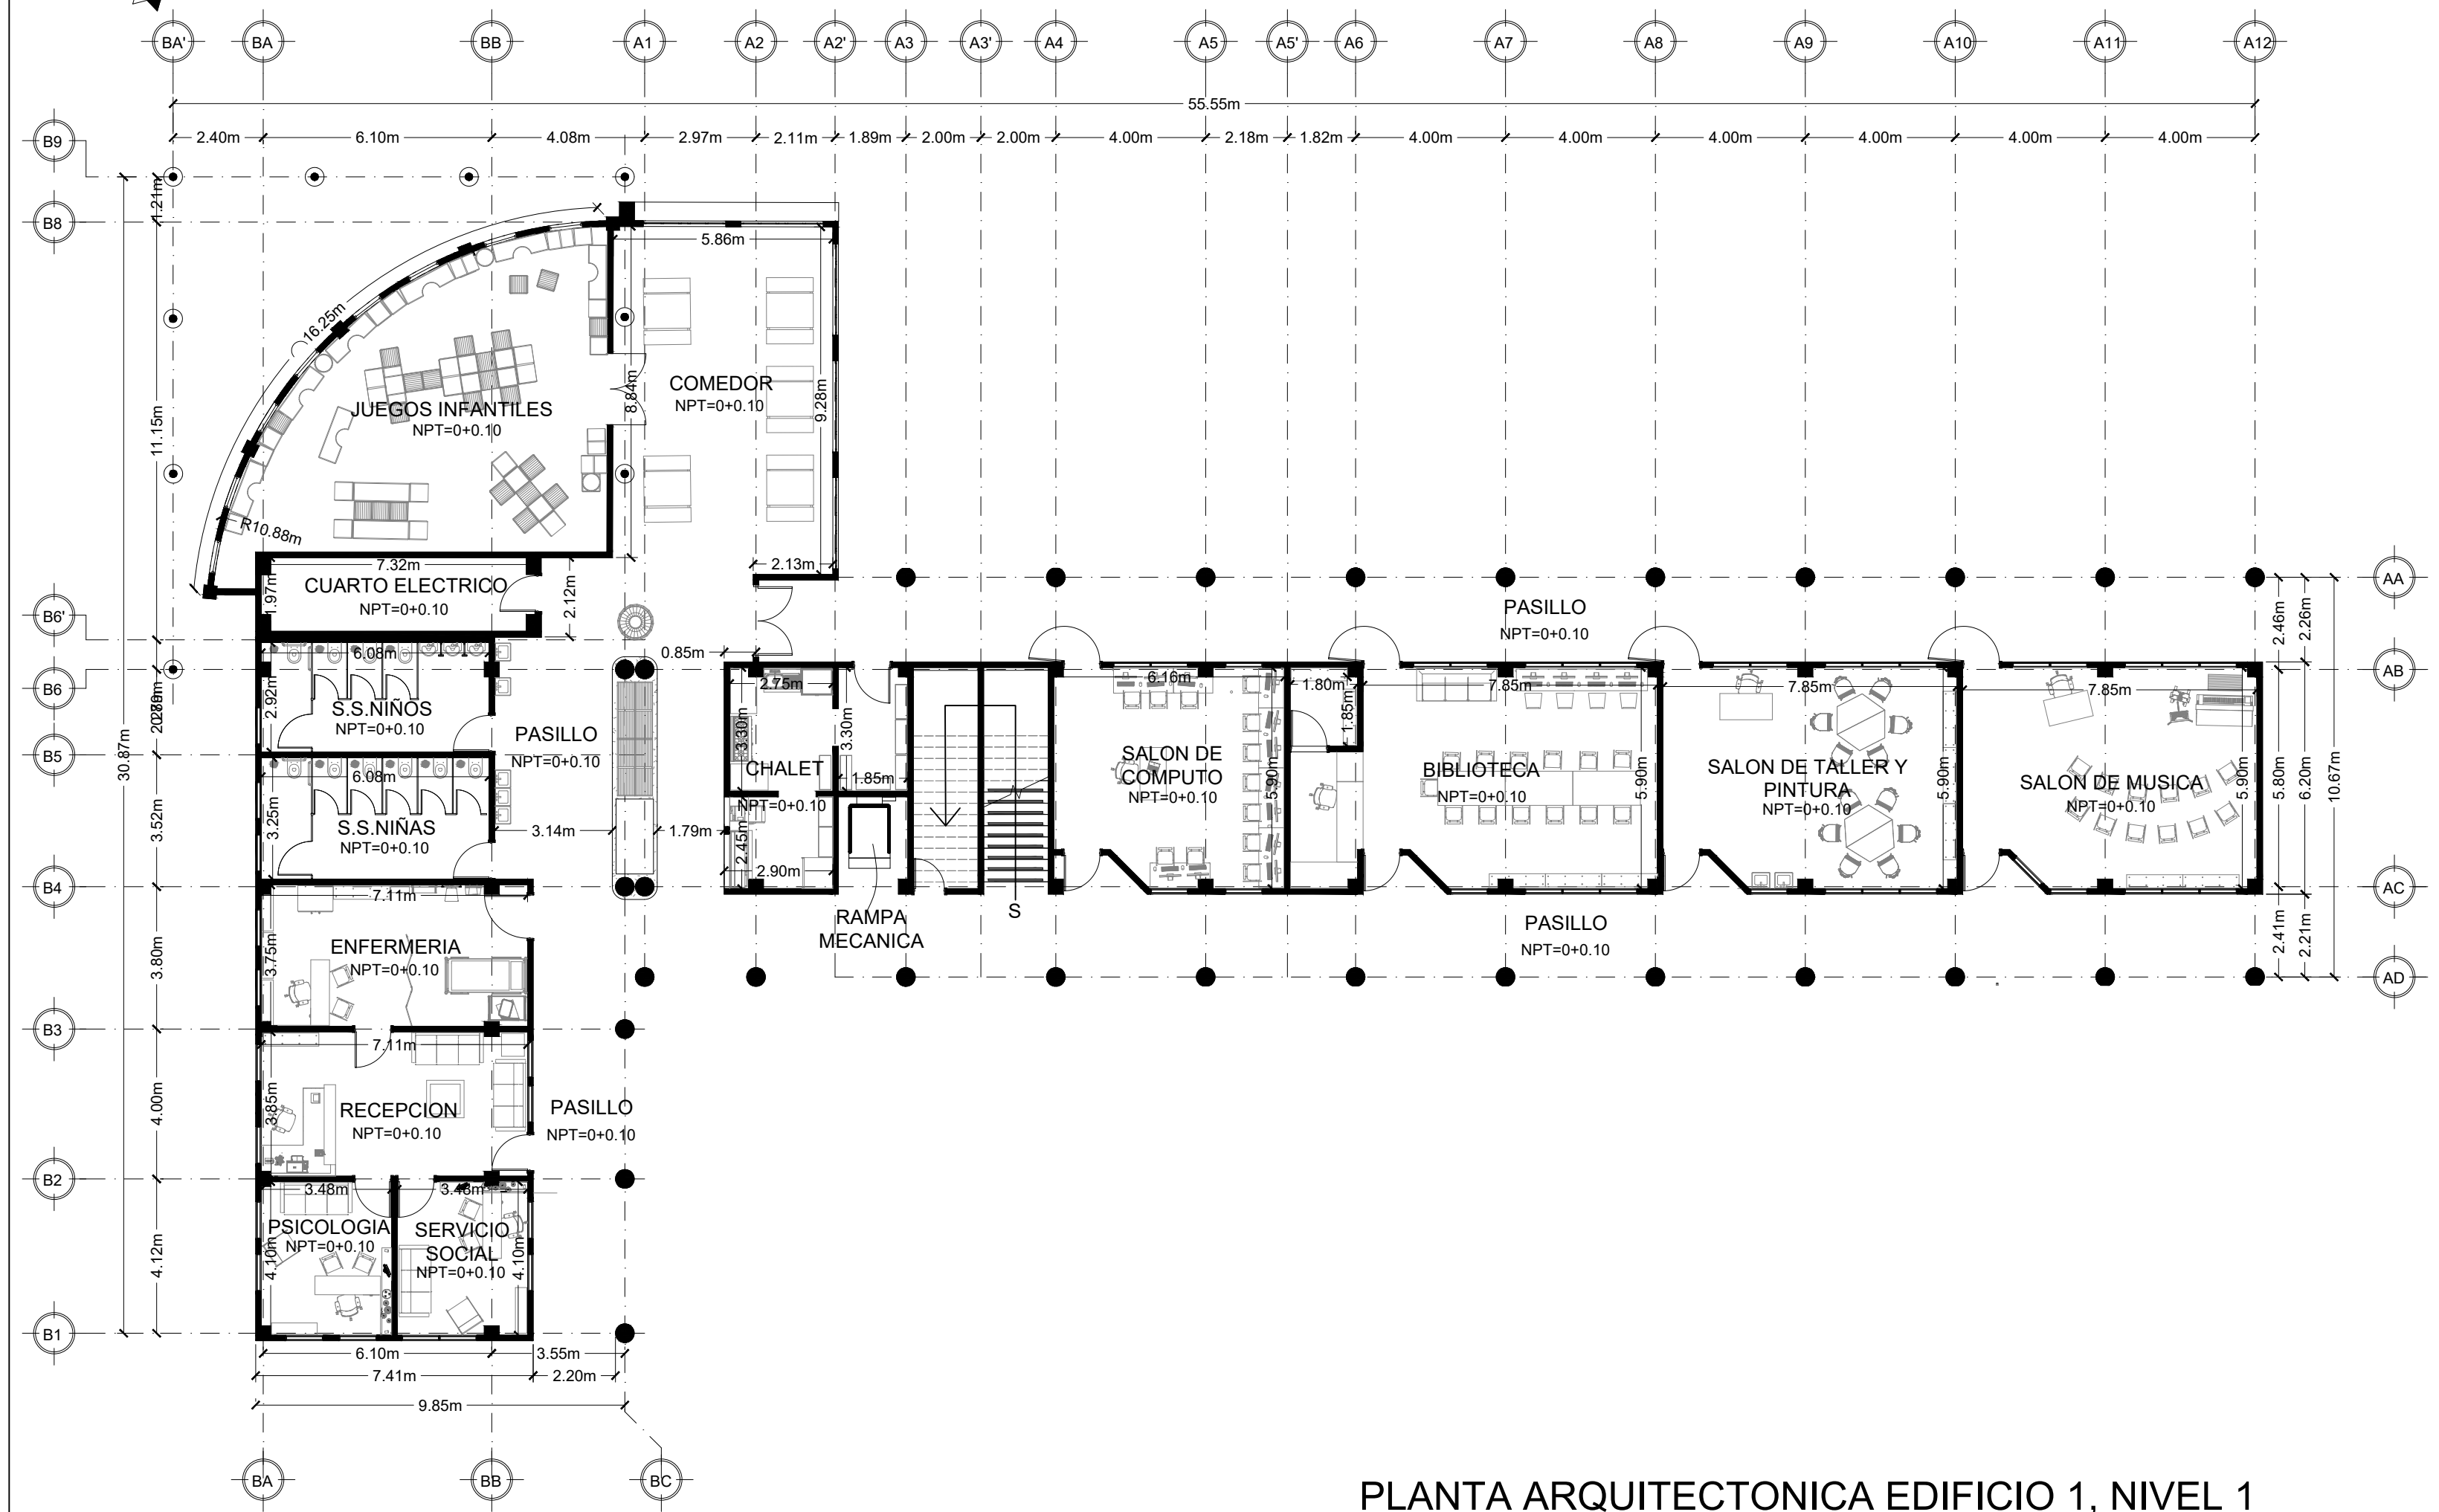 BA' BA BB A1 A2 A2' A3 A3' A4 A5 A5' A6 A7 A8 A9 A10 A11 A12
55.55m
2.40m 6.10m 4.08m 2.97m 2.11m 1.89m 2.00m 2.00m 4.00m 2.18m 1.82m 4.00m 4.00m 4.00m 4.00m 4.00m 4.00m
B9
1.21m
B8
5.86m
16.25m
COMEDOR
NPT=0+0.10
8.84m
9.28m
JUEGOS INFANTILES
NPT=0+0.10
11.15m
R10.88m
7.32m
2.13m
CUARTO ELECTRICO
NPT=0+0.10
1.97m
2.12m
AA
PASILLO
NPT=0+0.10
2.46m
2.26m
B6'
0.85m
6.08m
AB
B6
2.75m
6.16m
1.80m
7.85m
7.85m
7.85m
2.92m
S.S.NIÑOS
NPT=0+0.10
1.85m
PASILLO
NPT=0+0.10
3.30m
3.30m
B5
30.87m
6.08m
CHALET
NPT=0+0.10
1.85m
SALON DE
COMPUTO
NPT=0+0.10
5.90m
BIBLIOTECA
NPT=0+0.10
5.90m
SALON DE TALLER Y
PINTURA
NPT=0+0.10
5.90m
SALON DE MUSICA
NPT=0+0.10
5.90m
5.80m
6.20m
10.67m
3.52m
3.25m
S.S.NIÑAS
NPT=0+0.10
3.14m
1.79m
2.45m
2.90m
B4
AC
7.11m
RAMPA
MECANICA
S
PASILLO
NPT=0+0.10
2.41m
2.21m
ENFERMERIA
NPT=0+0.10
3.80m
3.75m
AD
B3
7.11m
4.00m
3.85m
RECEPCION
NPT=0+0.10
PASILLO
NPT=0+0.10
B2
3.48m
3.48m
PSICOLOGIA
NPT=0+0.10
SERVICIO
SOCIAL
NPT=0+0.10
4.12m
4.10m
4.10m
B1
6.10m 3.55m
7.41m 2.20m
9.85m
BA BB BC
PLANTA ARQUITECTONICA EDIFICIO 1, NIVEL 1